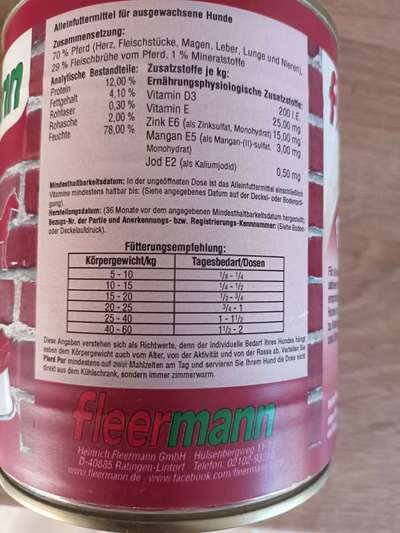 Alleinfuttermittel für ausgewachsene Hunde
Zusammensetzung:
70 % Pferd (Herz, Fleischstücke, Magen, Leber, Lunge und Nieren),
29 % Fleischbrühe vom Pferd. 1 % Mineralstoffe
Analytische Bestandteile:
Protein 12,00 %
Fettgehalt 4,10 %
Rohfaser 0,30 %
Rohasche 2,00 %
Feuchte 78,00 %
Zusatzstoffe je kg:
Ernährungsphysiologische Zusatzstoffe:
Vitamin D3 200 I.E.
Vitamin E 25,00 mg
Zink E6 (als Zinksulfat, Monohydrat) 15,00 mg
Mangan E5 (als Mangan-(II)-sulfat, 3,00 mg
Monohydrat)
Jod E2 (als Kaliumjodid) 0,50 mg
Mindesthaltbarkeitsdatum: In der ungeöffneten Dose ist das Alleinfuttermittel einschließlich
Vitamine mindestens haltbar bis: (Siehe angegebenes Datum auf der Deckel- oder Bodenprä-
gung).
Herstellungsdatum: (36 Monate vor dem angegebenen Mindesthaltbarkeitsdatum hergestellt)
Bezugs-Nr. der Partie und Anerkennungs- bzw. Registrierungs-Kennnummer: (Siehe Boden-
oder Deckelaufdruck).
Fütterungsempfehlung:
Körpergewicht/kg Tagesbedarf/Dosen
5 - 10 1/8 - 1/4
10 - 15 1/4 - 1/2
15 - 20 1/2 - 3/4
20 - 25 3/4 - 1
25 - 40 1 - 1 1/2
40 - 60 1 1/2 - 2
Diese Angaben verstehen sich als Richtwerte, denn der individuelle Bedarf Ihres Hundes hängt
neben dem Körpergewicht auch vom Alter, von der Aktivität und von der Rasse ab. Verteilen Sie
Pferd Pur mindestens auf zwei Mahlzeiten am Tag und servieren Sie Ihrem Hund die Dose nicht
direkt aus dem Kühlschrank, sondern immer zimmerwarm.
fleermann
Heinrich Fleermann GmbH · Hülsenbergweg 11-13
D-40885 Ratingen-Lintorf · Telefon: 02102-
www.fleermann.de · www.facebook.com/fleermann